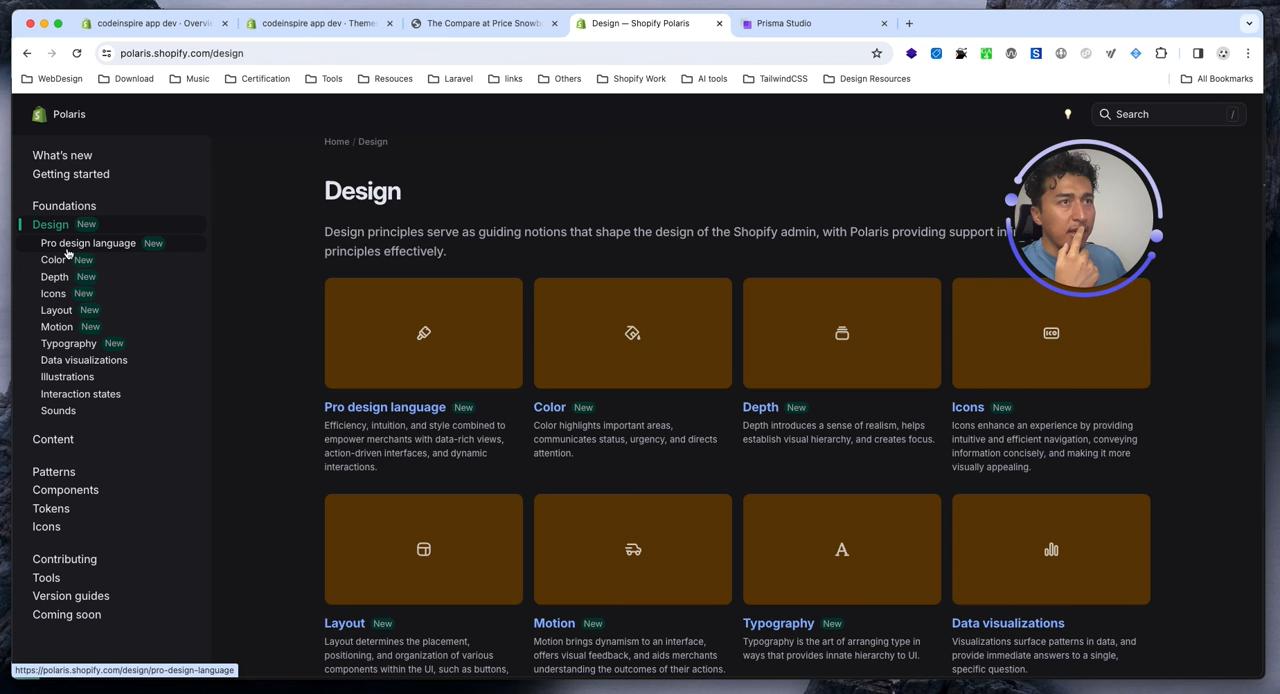 codeinspire app dev · Overvie
codeinspire app dev · Theme
The Compare at Price Snowb
Design — Shopify Polaris
Prisma Studio
polaris.shopify.com/design
WebDesign
Download
Music
Certification
Tools
Resouces
Laravel
links
Others
Shopify Work
AI tools
TailwindCSS
Design Resources
All Bookmarks
Polaris
Search
/
What's new
Getting started
Foundations
Design New
Pro design language New
Color New
Depth New
Icons New
Layout New
Motion New
Typography New
Data visualizations
Illustrations
Interaction states
Sounds
Content
Patterns
Components
Tokens
Icons
Contributing
Tools
Version guides
Coming soon
https://polaris.shopify.com/design/pro-design-language
Home / Design
Design
Design principles serve as guiding notions that shape the design of the Shopify admin, with Polaris providing support in
principles effectively.
ICO
Pro design language New
Efficiency, intuition, and style combined to
empower merchants with data-rich views,
action-driven interfaces, and dynamic
interactions.
Color New
Color highlights important areas,
communicates status, urgency, and directs
attention.
Depth New
Depth introduces a sense of realism, helps
establish visual hierarchy, and creates focus.
Icons New
Icons enhance an experience by providing
intuitive and efficient navigation, conveying
information concisely, and making it more
visually appealing.
A
Layout New
Layout determines the placement,
positioning, and organization of various
components within the UI, such as buttons,
Motion New
Motion brings dynamism to an interface,
offers visual feedback, and aids merchants
understanding the outcomes of their actions.
Typography New
Typography is the art of arranging type in
ways that provides innate hierarchy to UI.
Data visualizations
Visualizations surface patterns in data, and
provide immediate answers to a single,
specific question.